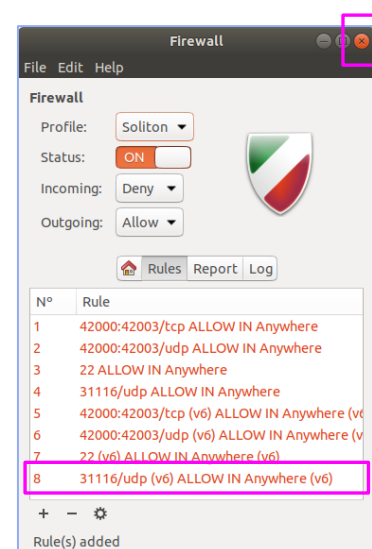 Firewall
File Edit Help
Firewall
Profile: Soliton
Status: ON
Incoming: Deny
Outgoing: Allow
Rules Report Log
Nº Rule
1 42000:42003/tcp ALLOW IN Anywhere
2 42000:42003/udp ALLOW IN Anywhere
3 22 ALLOW IN Anywhere
4 31116/udp ALLOW IN Anywhere
5 42000:42003/tcp (v6) ALLOW IN Anywhere (v6
6 42000:42003/udp (v6) ALLOW IN Anywhere (v
7 22 (v6) ALLOW IN Anywhere (v6)
8 31116/udp (v6) ALLOW IN Anywhere (v6)
Rule(s) added